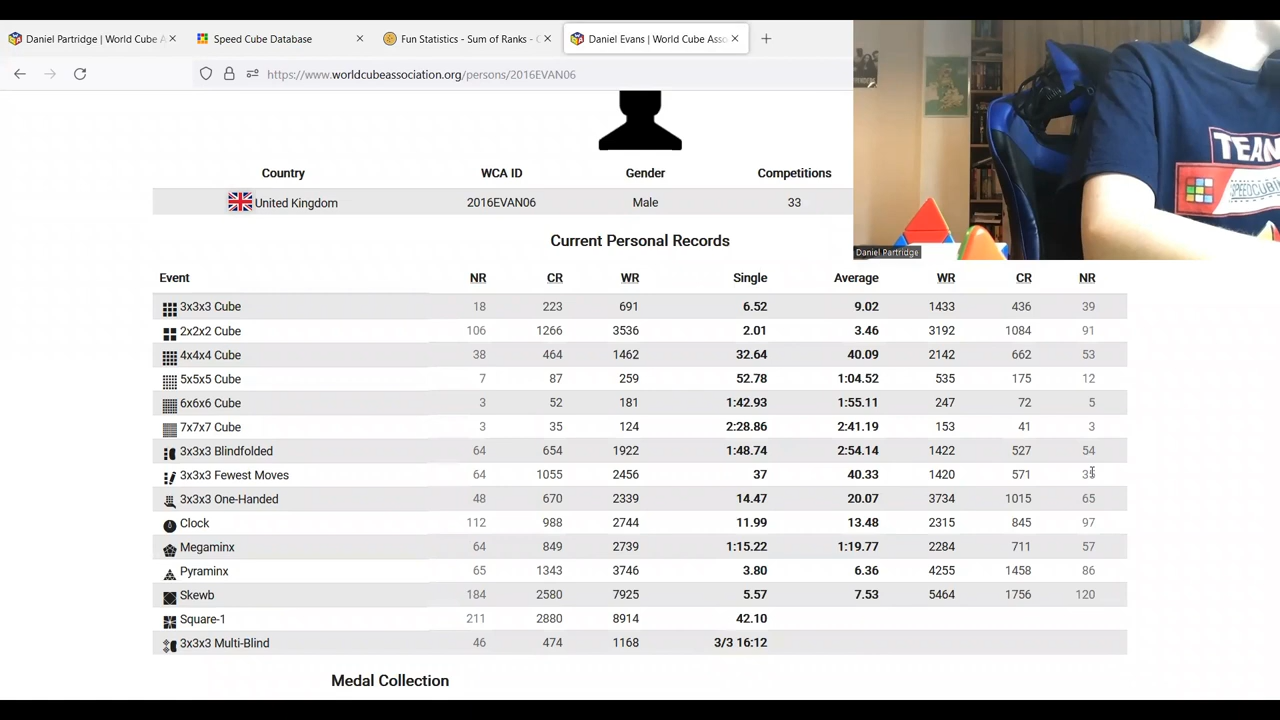 Daniel Partridge | World Cube A
Speed Cube Database
Fun Statistics - Sum of Ranks -
Daniel Evans | World Cube Asso
https://www.worldcubeassociation.org/persons/2016EVAN06
Country WCA ID Gender Competitions
United Kingdom 2016EVAN06 Male 33
Current Personal Records
Event NR CR WR Single Average WR CR NR
3x3x3 Cube 18 223 691 6.52 9.02 1433 436 39
2x2x2 Cube 106 1266 3536 2.01 3.46 3192 1084 91
4x4x4 Cube 38 464 1462 32.64 40.09 2142 662 53
5x5x5 Cube 7 87 259 52.78 1:04.52 535 175 12
6x6x6 Cube 3 52 181 1:42.93 1:55.11 247 72 5
7x7x7 Cube 3 35 124 2:28.86 2:41.19 153 41 3
3x3x3 Blindfolded 64 654 1922 1:48.74 2:54.14 1422 527 54
3x3x3 Fewest Moves 64 1055 2456 37 40.33 1420 571
3x3x3 One-Handed 48 670 2339 14.47 20.07 3734 1015 65
Clock 112 988 2744 11.99 13.48 2315 845 97
Megaminx 64 849 2739 1:15.22 1:19.77 2284 711 57
Pyraminx 65 1343 3746 3.80 6.36 4255 1458 86
Skewb 184 2580 7925 5.57 7.53 5464 1756 120
Square-1 211 2880 8914 42.10
3x3x3 Multi-Blind 46 474 1168 3/3 16:12
Medal Collection
TEAM
SPEEDCUBIN
Daniel Partridge